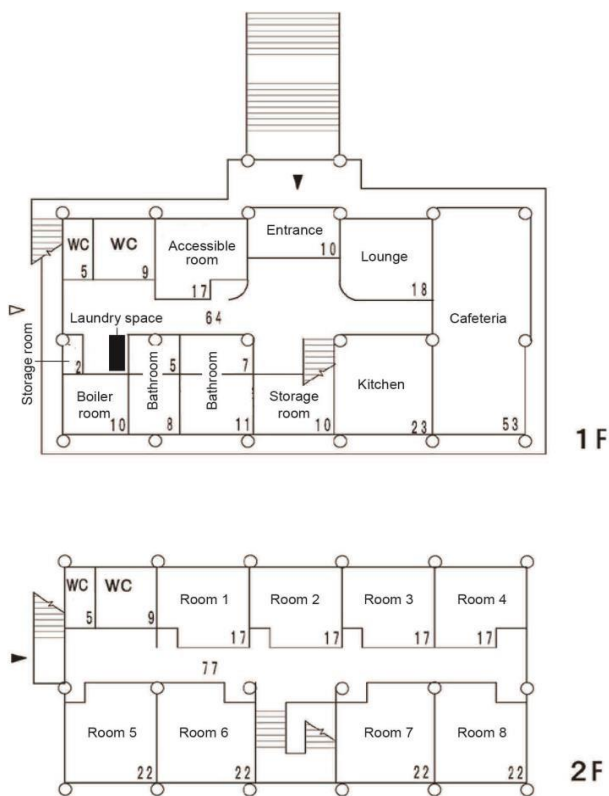 WC
WC
Accessible
room
Entrance
Lounge
5
9
17
10
18
64
Laundry space
Cafeteria
Storage room
2
Boiler
room
10
Bathroom
5
8
Bathroom
7
11
Storage
room
10
Kitchen
23
53
1F
WC
WC
5
9
Room 1
17
Room 2
17
Room 3
17
Room 4
17
77
Room 5
22
Room 6
22
Room 7
22
Room 8
22
2F